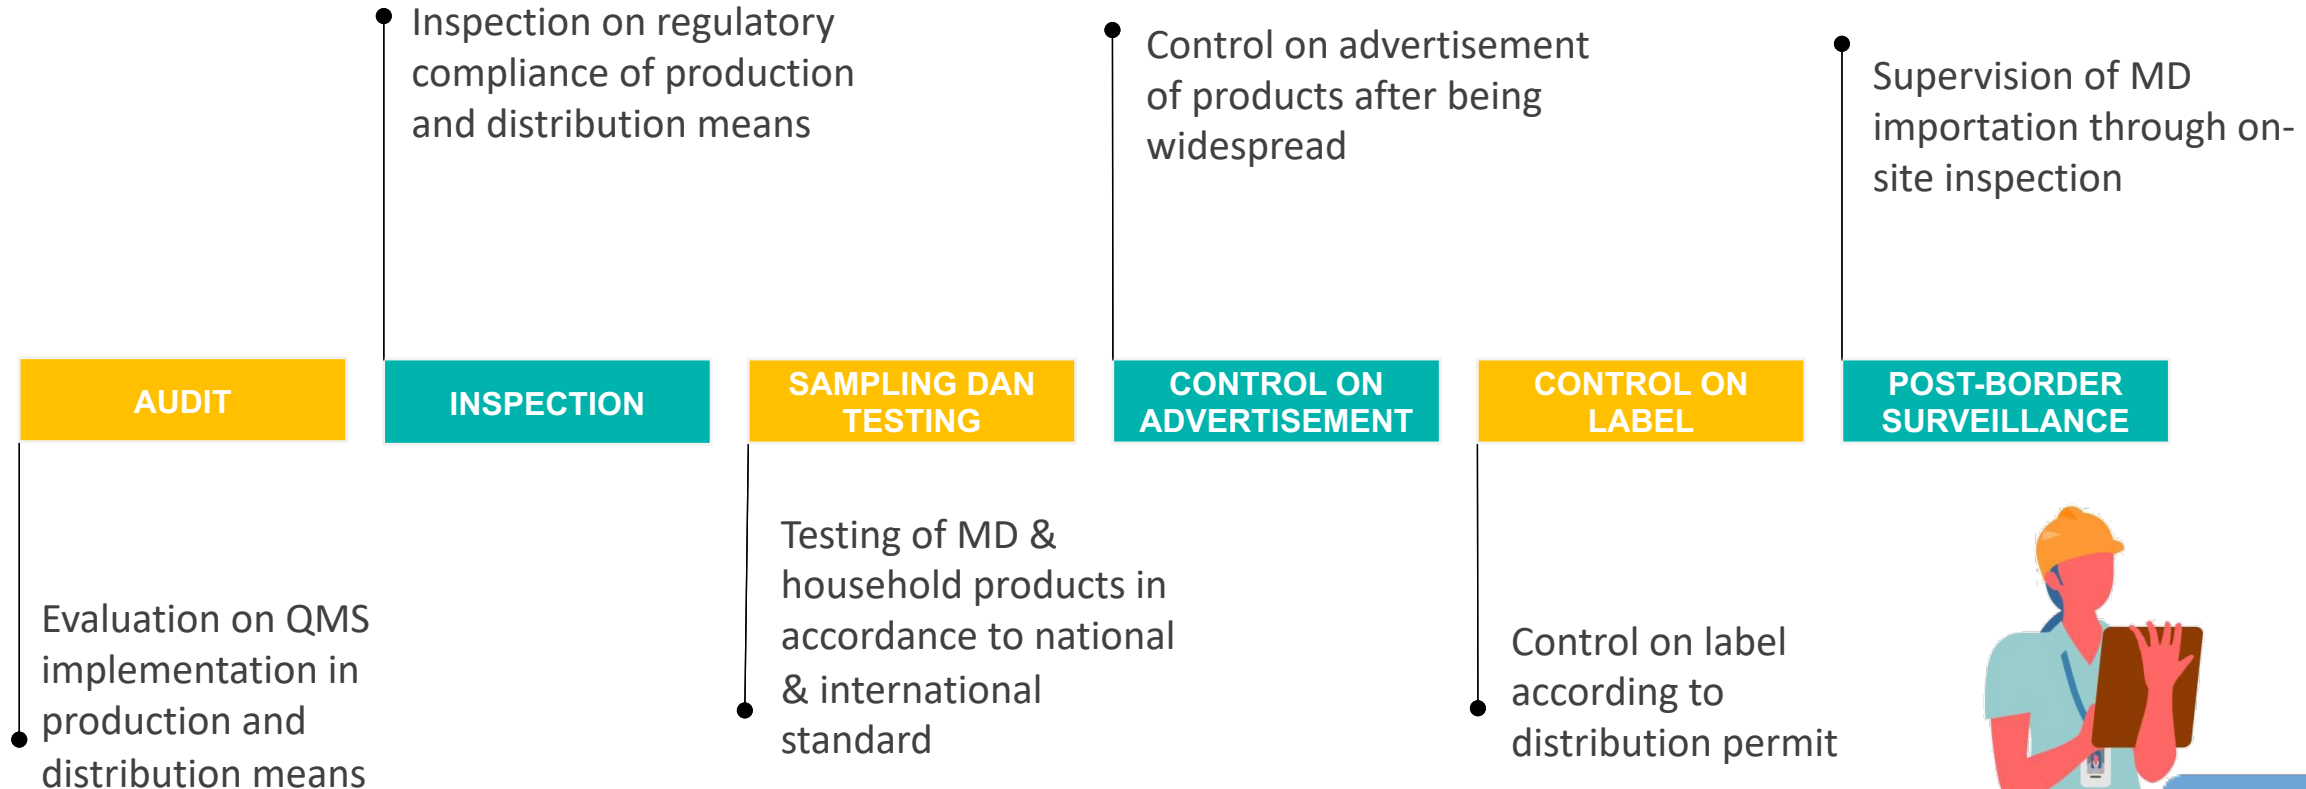 Inspection on regulatory
compliance of production
and distribution means
Control on advertisement
of products after being
widespread
Supervision of MD
importation through on-
site inspection
AUDIT
INSPECTION
SAMPLING DAN
TESTING
CONTROL ON
ADVERTISEMENT
CONTROL ON
LABEL
POST-BORDER
SURVEILLANCE
Evaluation on QMS
implementation in
production and
distribution means
Testing of MD &
household products in
accordance to national
& international
standard
Control on label
according to
distribution permit